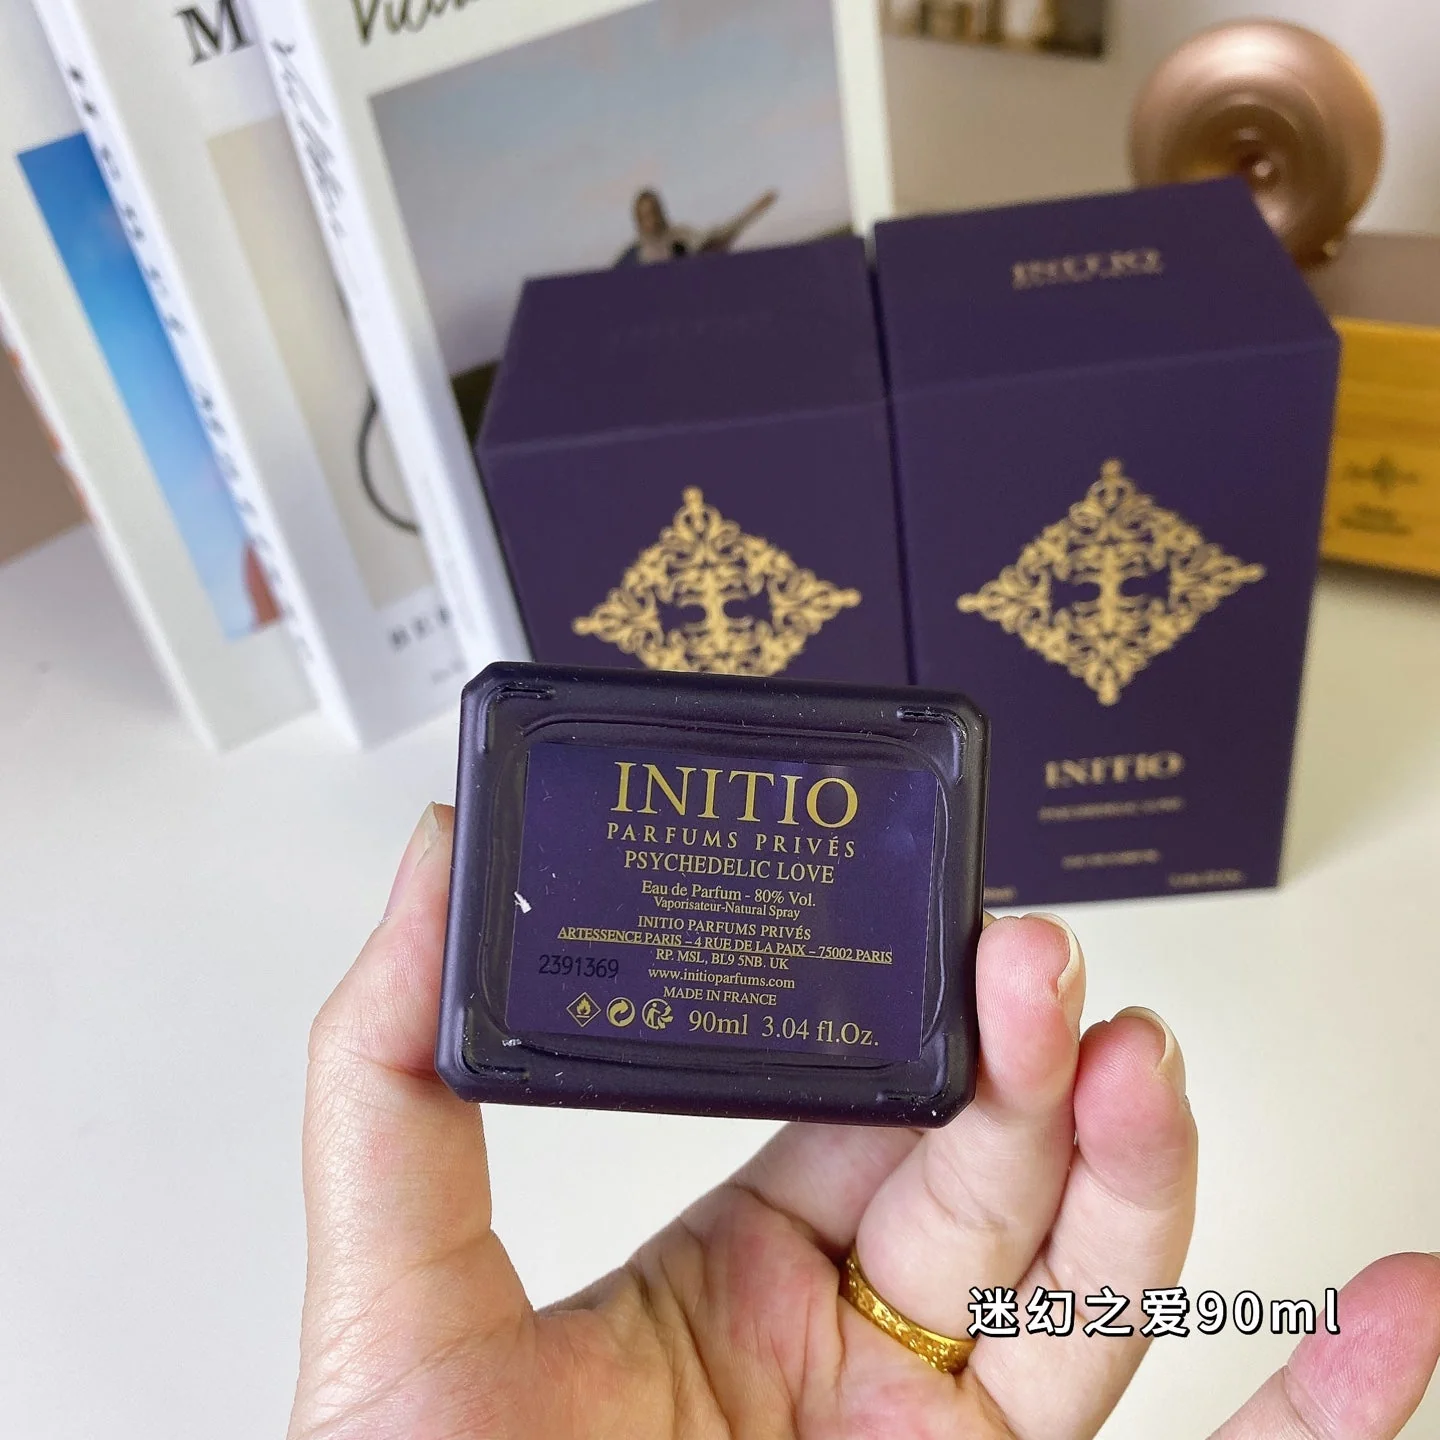 M
INITIO
INITIO
INITIO
PARFUMS PRIVÉS
PSYCHEDELIC LOVE
Eau de Parfum - 80% Vol.
Vaporisateur-Natural Spray
INITIO PARFUMS PRIVÉS
ARTESSENCE PARIS – 4 RUE DE LA PAIX – 75002 PARIS
RP. MSL, BL9 5NB. UK
2391369
www.initioparfums.com
MADE IN FRANCE
90ml 3.04 fl.Oz.
迷幻之爱90ml